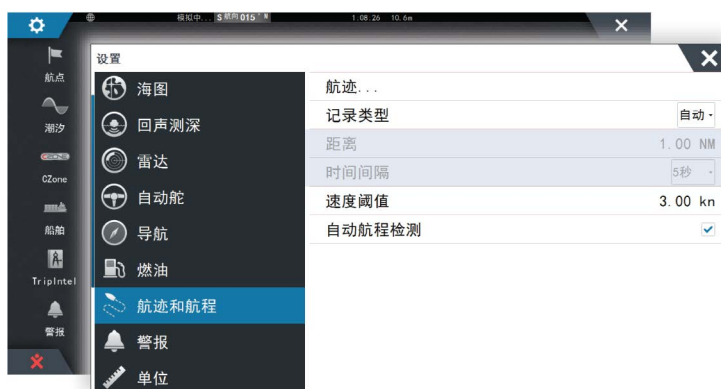 模拟中... S 航向 015 °M
1.08.26 10.6m
设置
航点
潮汐
CZone
船舶
TripIntel
警报
海图
回声测深
雷达
自动舵
导航
燃油
航迹和航程
警报
单位
航迹...
记录类型 自动
距离 1.00 NM
时间间隔 5秒
速度阈值 3.00 kn
自动航程检测